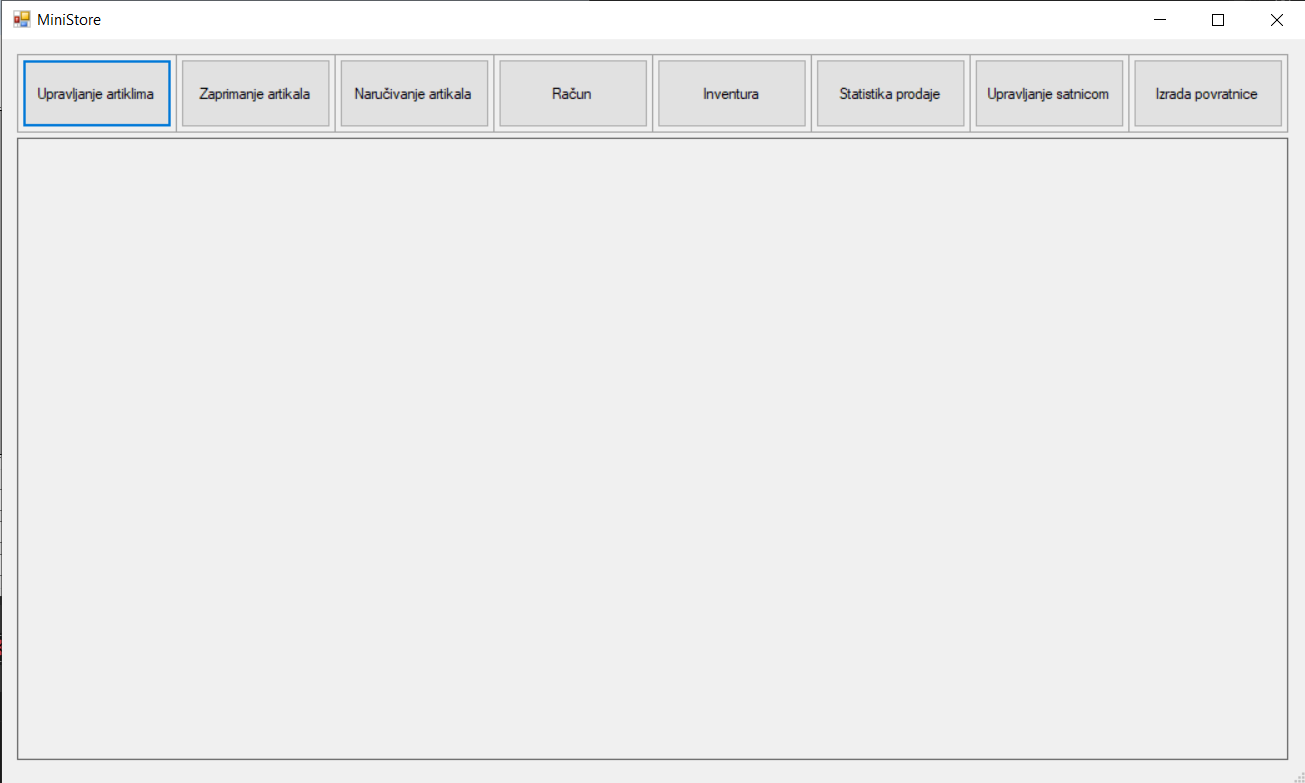 MiniStore
Upravljanje artiklima
Zaprimanje artikala
Naručivanje artikala
Račun
Inventura
Statistika prodaje
Upravljanje satnicom
Izrada povratnice